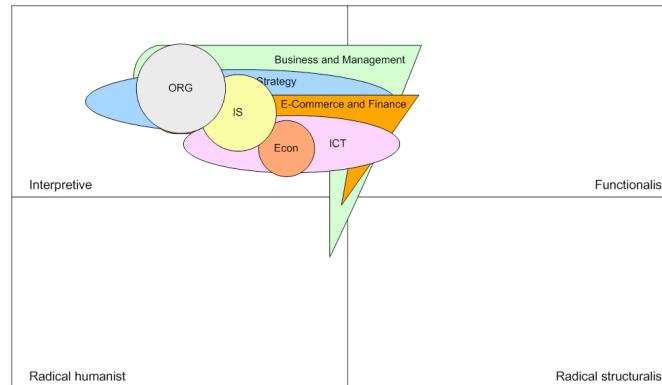 Business and Management
Strategy
ORG
E-Commerce and Finance
IS
Econ
ICT
Interpretive
Functionalis
Radical humanist
Radical structuralis